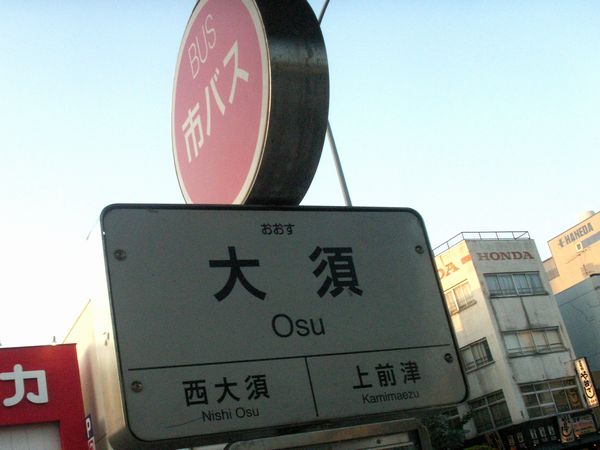 BUS
市バス
おおす
大須
Osu
西大須
Nishi Osu
上前津
Kamimaezu
HONDA
HANEDA
DA
カ